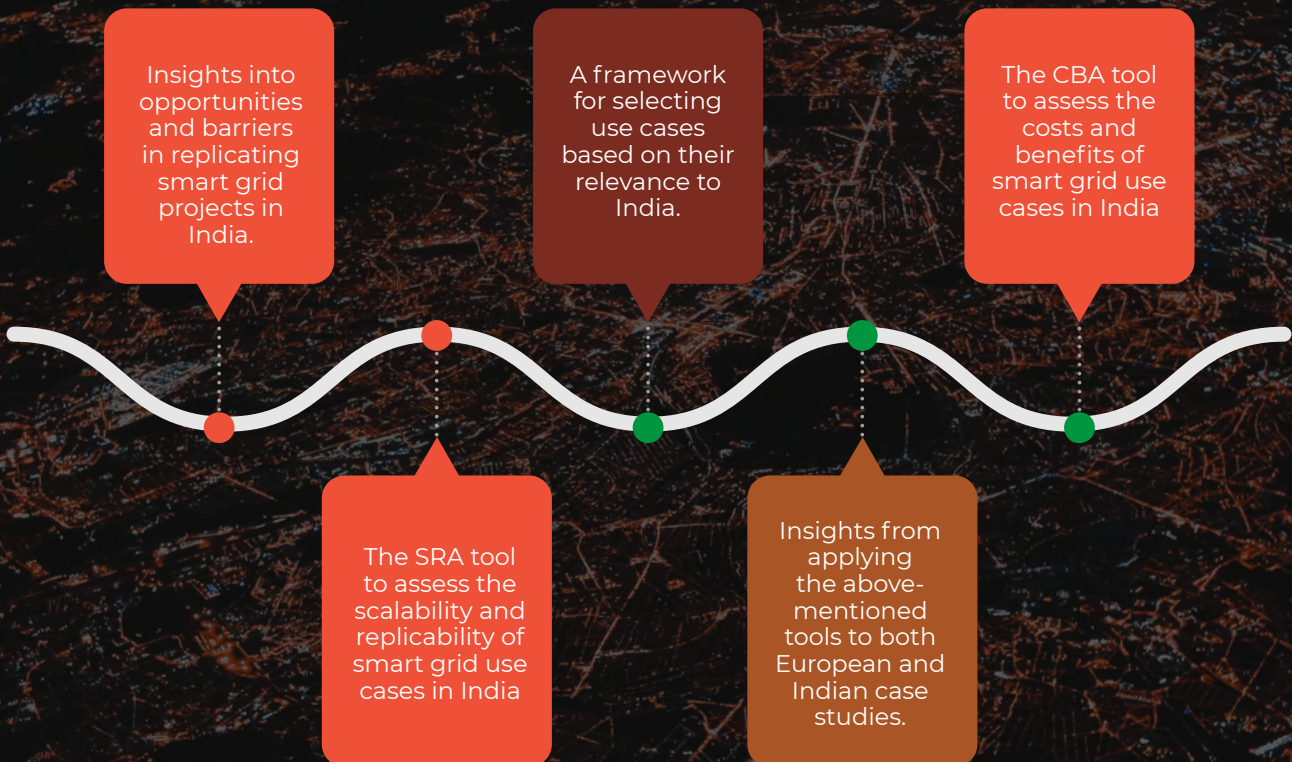 Insights into
opportunities
and barriers
in replicating
smart grid
projects in
India.
The SRA tool
to assess the
scalability and
replicability of
smart grid use
cases in India
A framework
for selecting
use cases
based on their
relevance to
India.
Insights from
applying
the above-
mentioned
tools to both
European and
Indian case
studies.
The CBA tool
to assess the
costs and
benefits of
smart grid use
cases in India